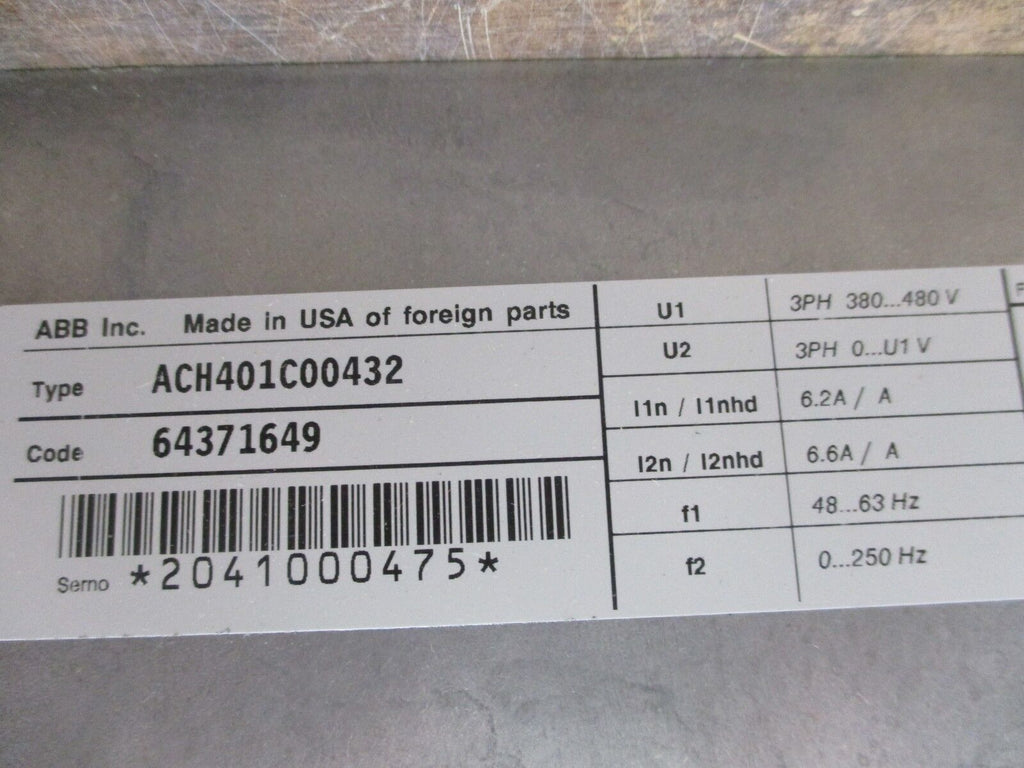 ABB Inc. Made in USA of foreign parts
Type ACH401C00432
Code 64371649
Serno *2041000475*
U1 3PH 380...480 V
U2 3PH 0...U1 V
I1n / I1nhd 6.2A / A
I2n / I2nhd 6.6A / A
f1 48...63 Hz
f2 0...250 Hz